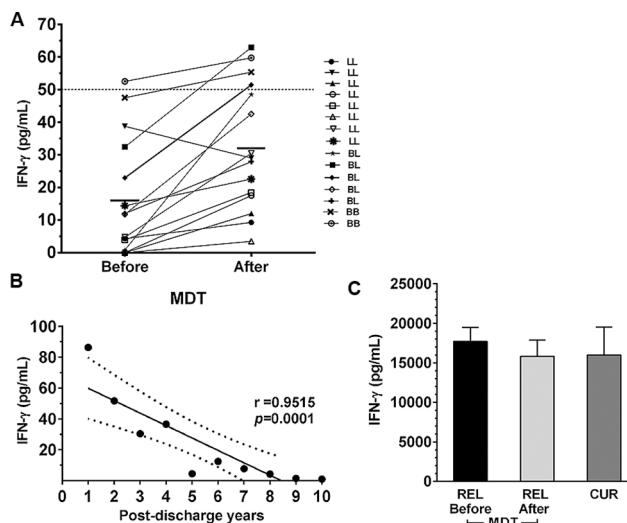 A
IFN-γ (pg/mL)
70
60
50
40
30
20
10
0
Before
After
MDT
LL
LL
LL
LL
LL
LL
LL
LL
BL
BL
BL
BL
BL
BB
BB
B
IFN-γ (pg/mL)
100
80
60
40
20
r =0.9515
p=0.0001
0 1 2 3 4 5 6 7 8 9 10
Post-discharge years
C
IFN-γ (pg/mL)
25000
20000
15000
10000
5000
0
REL Before
REL After
CUR
MDT